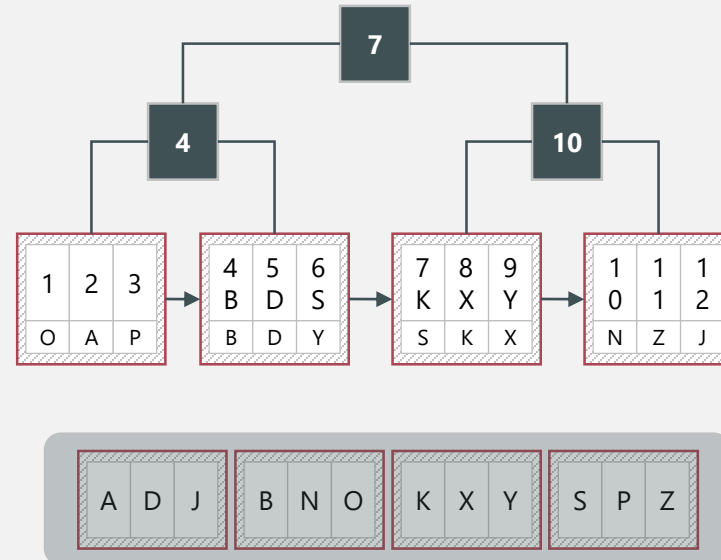 7
4 10
1 2 3
4 5 6
B D S
7 8 9
K X Y
1 1 1
0 1 2
O A P
B D Y
S K X
N Z J
A D J B N O K X Y S P Z